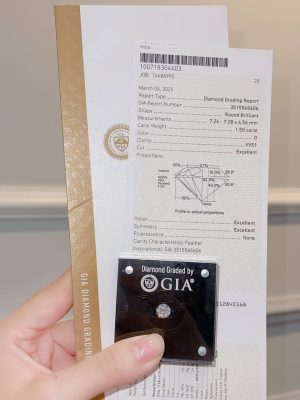 100718304403
JOB: 76686995
March 06, 2025
Report Type Diamond Grading Report
GIA Report Number 3515568606
Shape Round Brilliant
Measurements 7.24 - 7.28 x 4.56 mm
Carat Weight 1.50 carat
Color D
Clarity VVS1
Cut Excellent
Proportions:
Profile to actual proportions
Polish Excellent
Symmetry Excellent
Fluorescence None
Clarity Characteristics: Feather
Inscription(s): GIA 3515568606
GIA DIAMOND GRADING
Diamond Graded by
GIA®